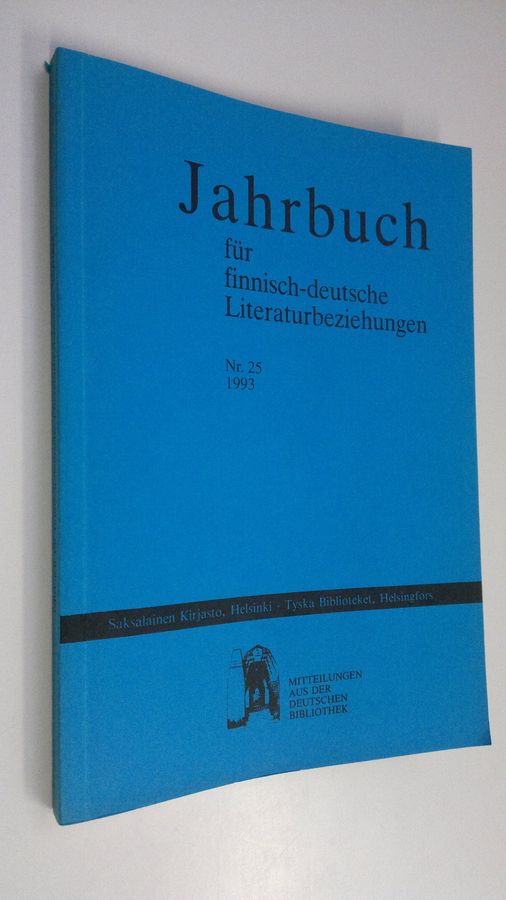 Jahrbuch
für
finnisch-deutsche
Literaturbeziehungen
Nr. 25
1993
Saksalainen Kirjasto, Helsinki · Tyska Biblioteket, Helsingfors
MITTEILUNGEN
AUS DER
DEUTSCHEN
BIBLIOTHEK